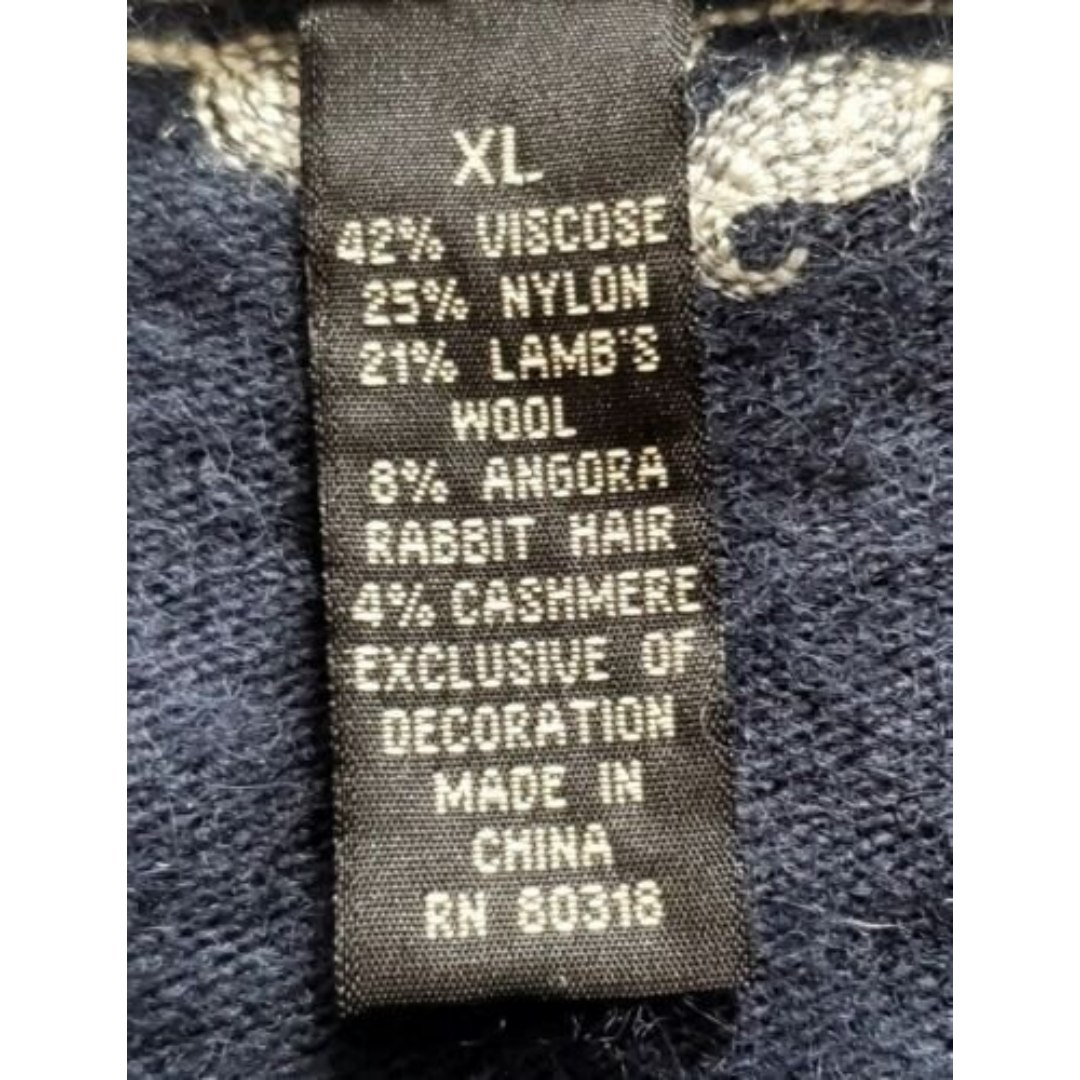 XL
42% VISCOSE
25% NYLON
21% LAMB'S
WOOL
8% ANGORA
RABBIT HAIR
4% CASHMERE
EXCLUSIVE OF
DECORATION
MADE IN
CHINA
RN 80318